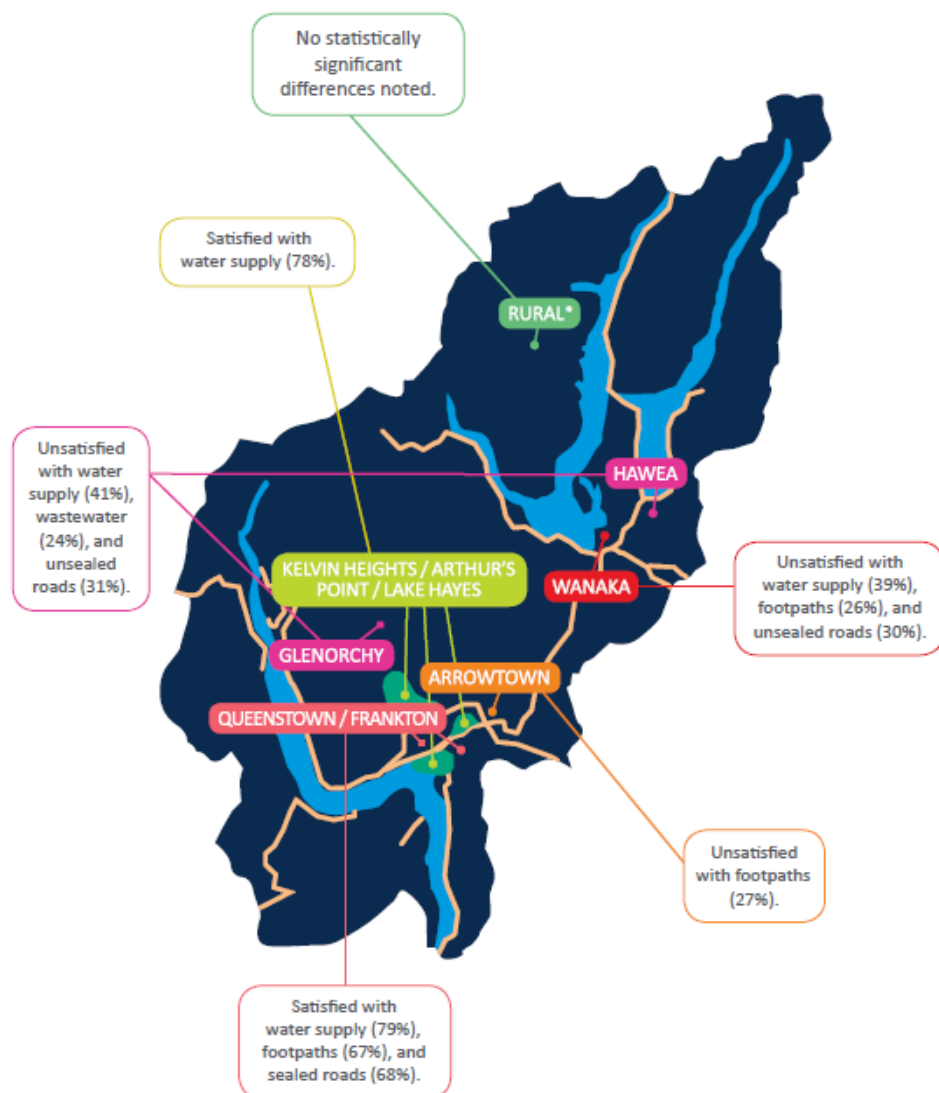 No statistically
significant
differences noted.
Satisfied with
water supply (78%).
RURAL*
Unsatisfied
with water
supply (41%),
wastewater
(24%), and
unsealed
roads (31%).
HAWEA
KELVIN HEIGHTS / ARTHUR'S
POINT / LAKE HAYES
WANAKA
Unsatisfied with
water supply (39%),
footpaths (26%), and
unsealed roads (30%).
GLENORCHY
ARROWTOWN
QUEENSTOWN / FRANKTON
Unsatisfied
with footpaths
(27%).
Satisfied with
water supply (79%),
footpaths (67%), and
sealed roads (68%).